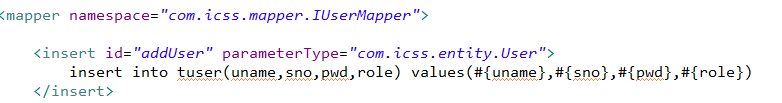 <mapper namespace="com.icss.mapper.IUserMapper">
<insert id="addUser" parameterType="com.icss.entity.User">
insert into tuser(uname,sno,pwd,role) values(#{uname},#{sno},#{pwd},#{role})
</insert>